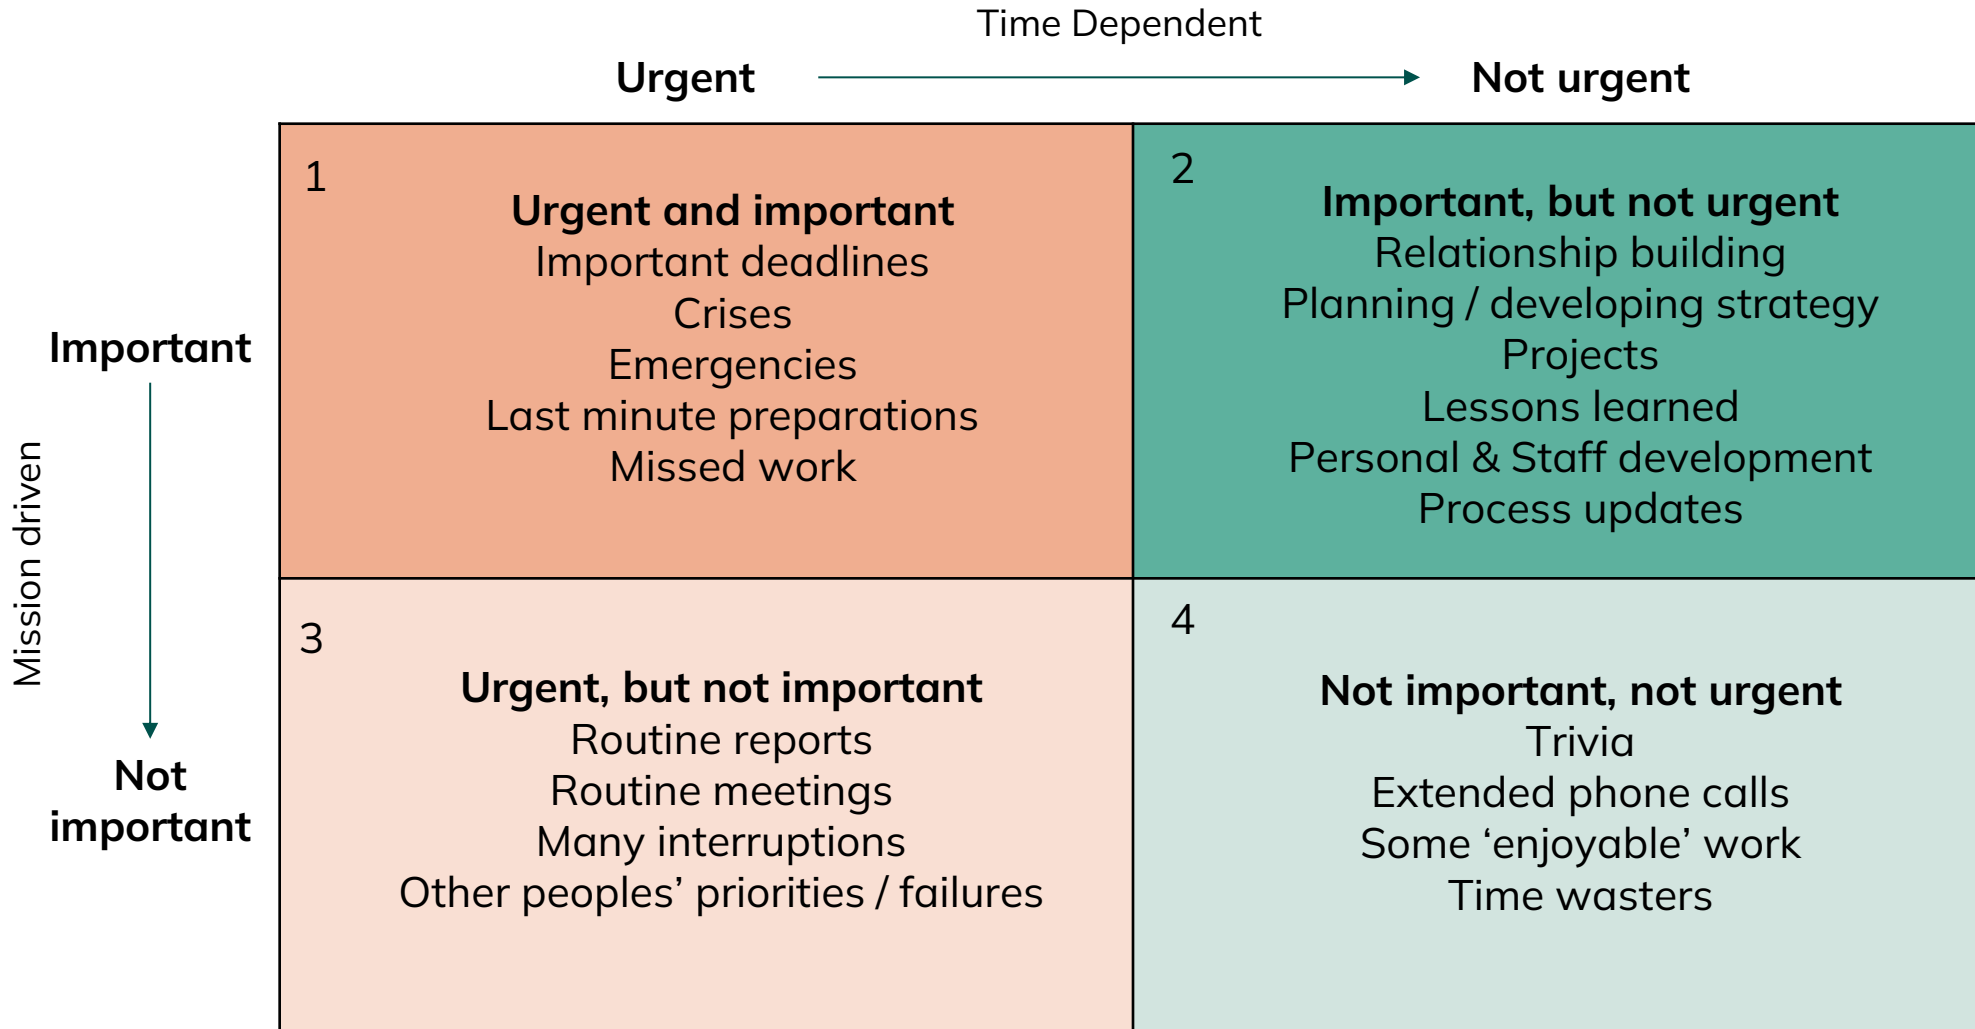 Time Dependent
Urgent
Not urgent
Important
Mission driven
Not
important
1
Urgent and important
Important deadlines
Crises
Emergencies
Last minute preparations
Missed work
2
Important, but not urgent
Relationship building
Planning / developing strategy
Projects
Lessons learned
Personal & Staff development
Process updates
3
Urgent, but not important
Routine reports
Routine meetings
Many interruptions
Other peoples’ priorities / failures
4
Not important, not urgent
Trivia
Extended phone calls
Some ‘enjoyable’ work
Time wasters